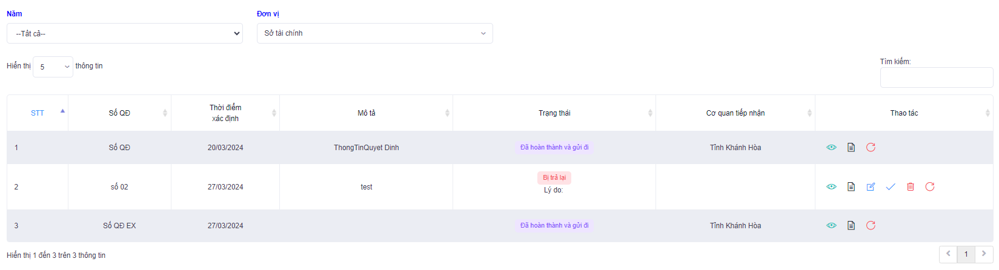 Năm
Đơn vị
--Tất cả--
Sở tài chính
Hiển thị 5 thông tin
Tìm kiếm:
STT
Số QĐ
Thời điểm
xác định
Mô tả
Trạng thái
Cơ quan tiếp nhận
Thao tác
1
Số QĐ
20/03/2024
ThongTinQuyet Dinh
Đã hoàn thành và gửi đi
Tỉnh Khánh Hòa
2
số 02
27/03/2024
test
Bị trả lại
Lý do:
3
Số QĐ EX
27/03/2024
Đã hoàn thành và gửi đi
Tỉnh Khánh Hòa
Hiển thị 1 đến 3 trên 3 thông tin
1